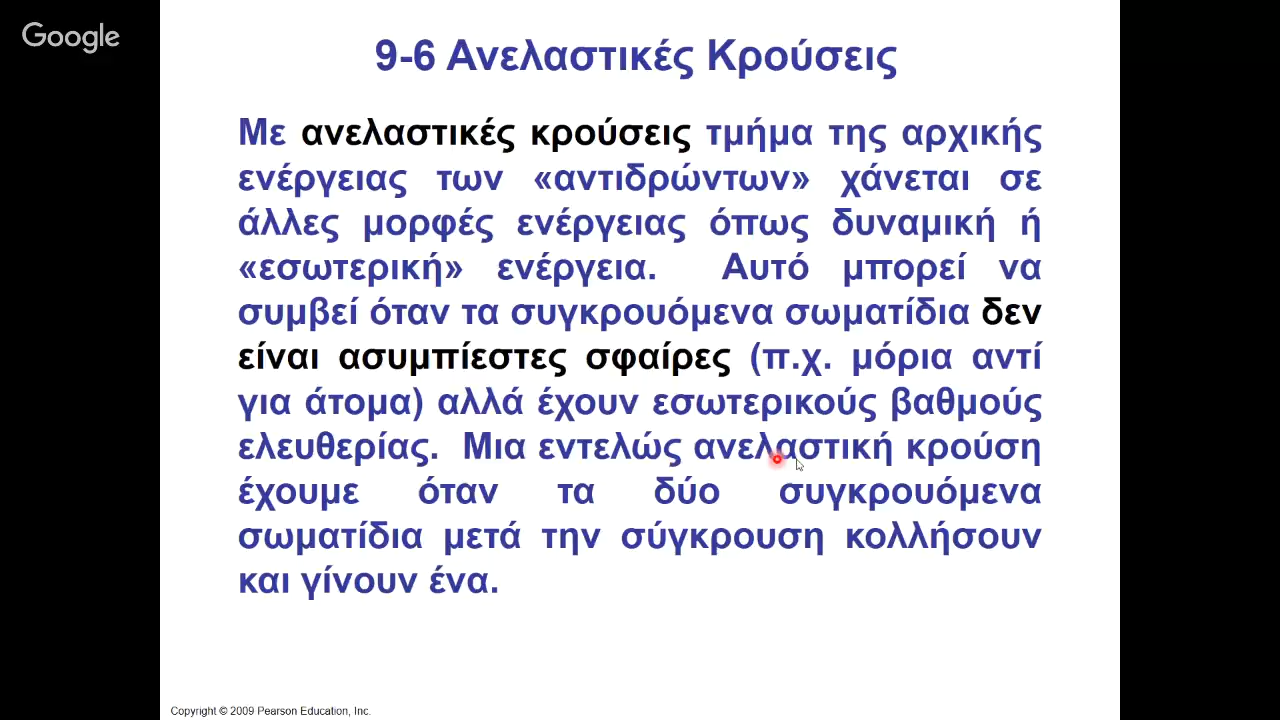 Google
9-6 Ανελαστικές Κρούσεις
Με ανελαστικές κρούσεις τμήμα της αρχικής
ενέργειας των «αντιδρώντων» χάνεται σε
άλλες μορφές ενέργειας όπως δυναμική ή
«εσωτερική» ενέργεια. Αυτό μπορεί να
συμβεί όταν τα συγκρουόμενα σωματίδια δεν
είναι ασυμπίεστες σφαίρες (π.χ. μόρια αντί
για άτομα) αλλά έχουν εσωτερικούς βαθμούς
ελευθερίας. Μια εντελώς ανελαστική κρούση
έχουμε όταν τα δύο συγκρουόμενα
σωματίδια μετά την σύγκρουση κολλήσουν
και γίνουν ένα.
Copyright © 2009 Pearson Education, Inc.